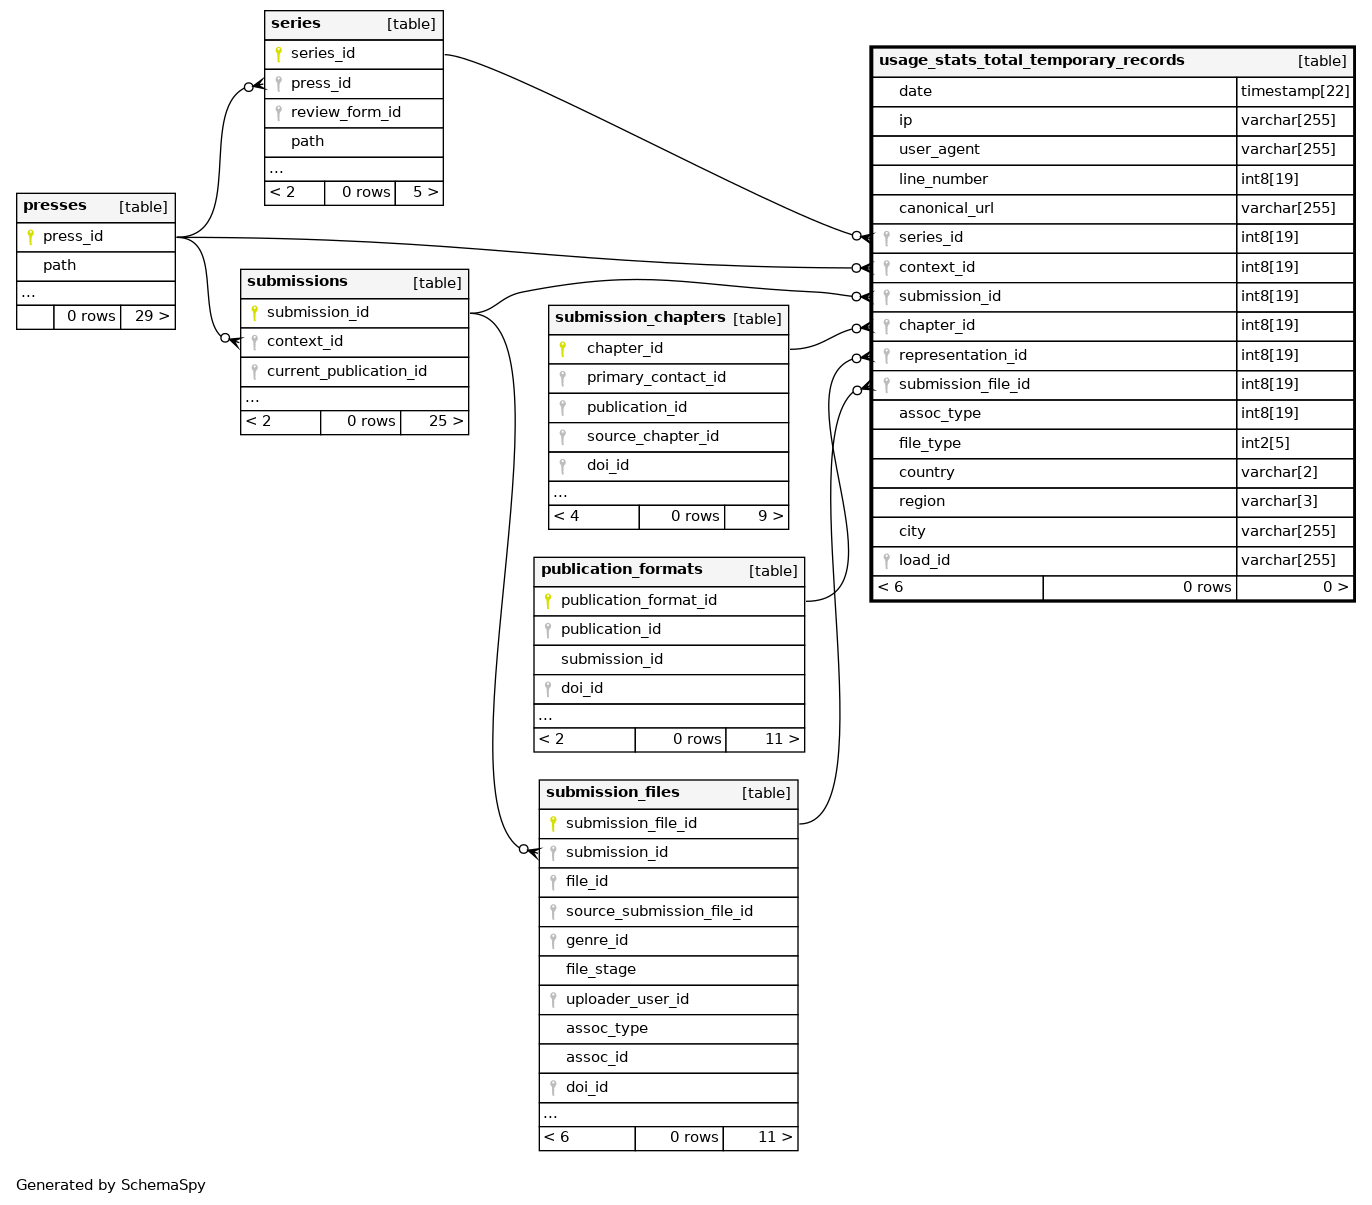 series [table]
series_id
press_id
review_form_id
path
...
< 2 0 rows 5 >
usage_stats_total_temporary_records [table]
date timestamp[22]
ip varchar[255]
user_agent varchar[255]
line_number int8[19]
canonical_url varchar[255]
series_id int8[19]
context_id int8[19]
submission_id int8[19]
chapter_id int8[19]
representation_id int8[19]
submission_file_id int8[19]
assoc_type int8[19]
file_type int2[5]
country varchar[2]
region varchar[3]
city varchar[255]
load_id varchar[255]
< 6 0 rows 0 >
presses [table]
press_id
path
...
0 rows 29 >
submissions [table]
submission_id
context_id
current_publication_id
...
< 2 0 rows 25 >
submission_chapters [table]
chapter_id
primary_contact_id
publication_id
source_chapter_id
doi_id
...
< 4 0 rows 9 >
publication_formats [table]
publication_format_id
publication_id
submission_id
doi_id
...
< 2 0 rows 11 >
submission_files [table]
submission_file_id
submission_id
file_id
source_submission_file_id
genre_id
file_stage
uploader_user_id
assoc_type
assoc_id
doi_id
...
< 6 0 rows 11 >
Generated by SchemaSpy